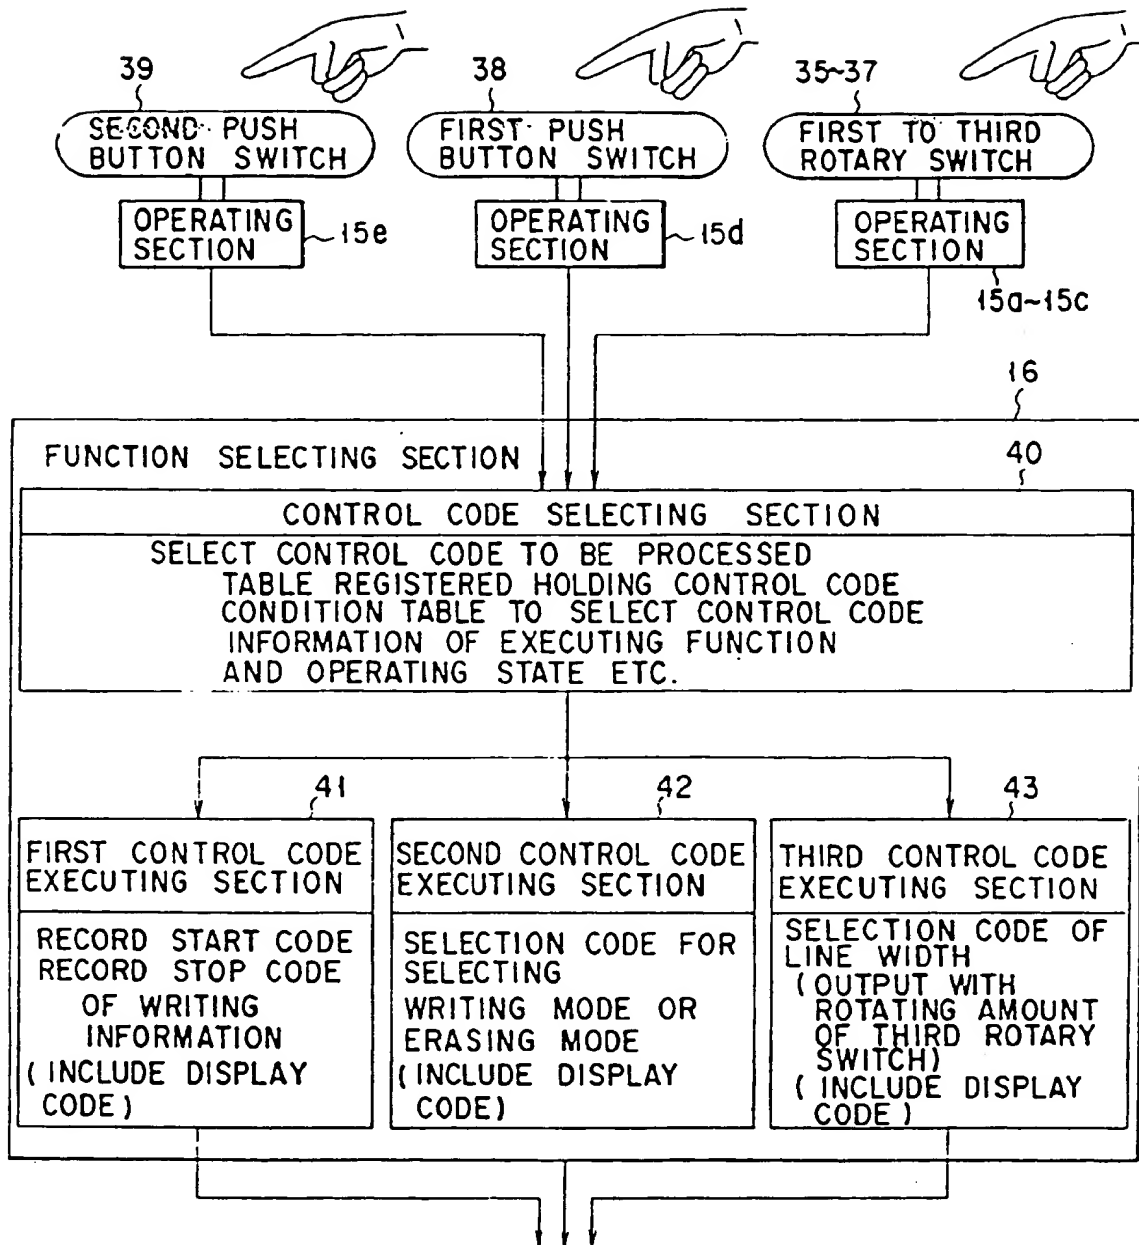 39
38
35~37
SECOND PUSH
BUTTON SWITCH
FIRST PUSH
BUTTON SWITCH
FIRST TO THIRD
ROTARY SWITCH
OPERATING
SECTION
15e
OPERATING
SECTION
15d
OPERATING
SECTION
15a~15c
16
FUNCTION SELECTING SECTION
40
CONTROL CODE SELECTING SECTION
SELECT CONTROL CODE TO BE PROCESSED
TABLE REGISTERED HOLDING CONTROL CODE
CONDITION TABLE TO SELECT CONTROL CODE
INFORMATION OF EXECUTING FUNCTION
AND OPERATING STATE ETC.
41
FIRST CONTROL CODE
EXECUTING SECTION
RECORD START CODE
RECORD STOP CODE
OF WRITING
INFORMATION
(INCLUDE DISPLAY
CODE)
42
SECOND CONTROL CODE
EXECUTING SECTION
SELECTION CODE FOR
SELECTING
WRITING MODE OR
ERASING MODE
(INCLUDE DISPLAY
CODE)
43
THIRD CONTROL CODE
EXECUTING SECTION
SELECTION CODE OF
LINE WIDTH
(OUTPUT WITH
ROTATING AMOUNT
OF THIRD ROTARY
SWITCH)
(INCLUDE DISPLAY
CODE)